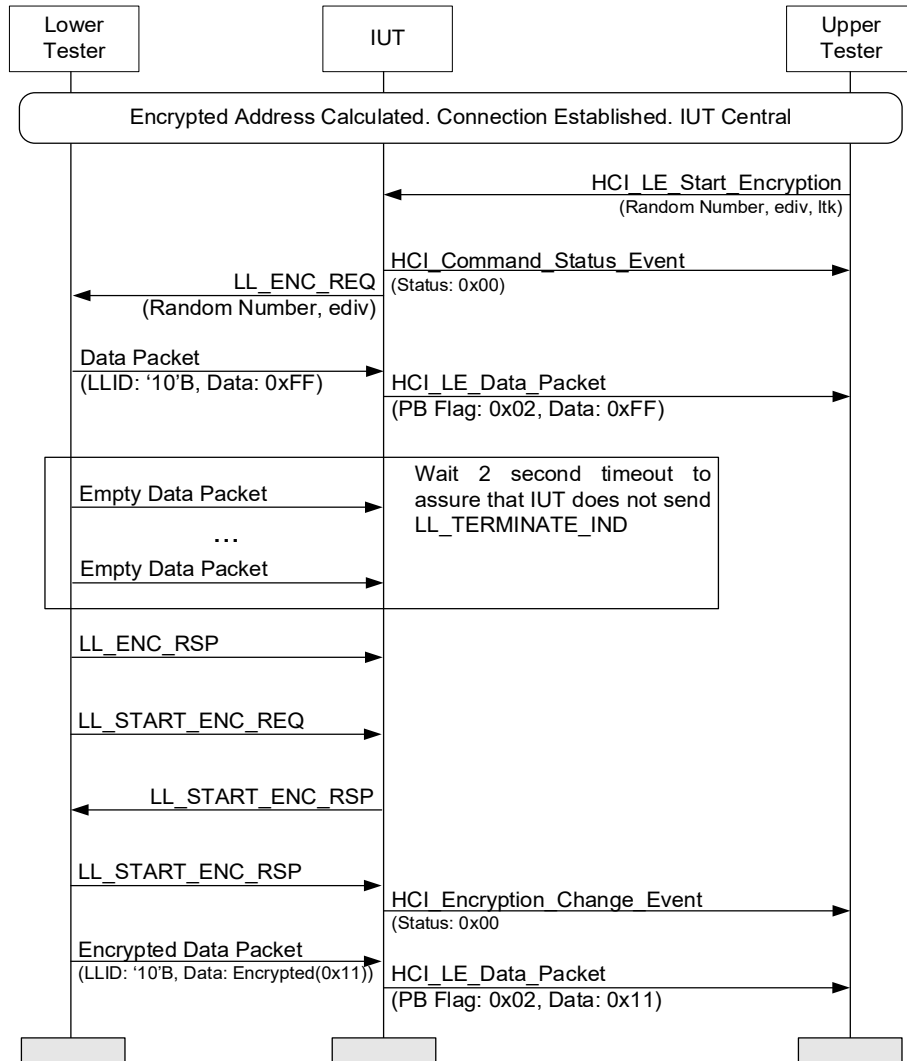 Lower
Tester
IUT
Upper
Tester
Encrypted Address Calculated. Connection Established. IUT Central
HCI_LE_Start_Encryption
(Random Number, ediv, ltk)
HCI_Command_Status_Event
(Status: 0x00)
LL_ENC_REQ
(Random Number, ediv)
Data Packet
(LLID: ‘10’B, Data: 0xFF)
HCI_LE_Data_Packet
(PB Flag: 0x02, Data: 0xFF)
Wait 2 second timeout to
assure that IUT does not send
LL_TERMINATE_IND
Empty Data Packet
...
Empty Data Packet
LL_ENC_RSP
LL_START_ENC_REQ
LL_START_ENC_RSP
LL_START_ENC_RSP
HCI_Encryption_Change_Event
(Status: 0x00
Encrypted Data Packet
(LLID: ‘10’B, Data: Encrypted(0x11))
HCI_LE_Data_Packet
(PB Flag: 0x02, Data: 0x11)